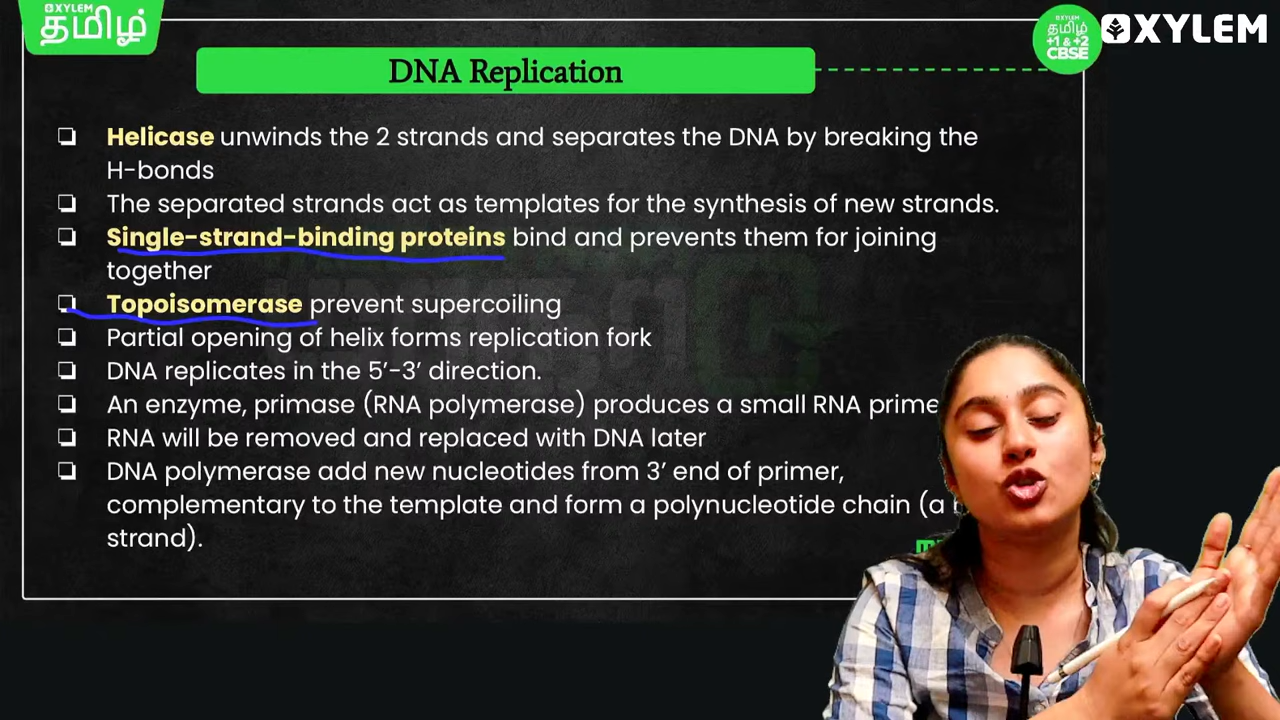 XYLEM
தமிழ்
XYLEM
தமிழ்
+1 & +2
CBSE
XYLEM
DNA Replication
Helicase unwinds the 2 strands and separates the DNA by breaking the
H-bonds
The separated strands act as templates for the synthesis of new strands.
Single-strand-binding proteins bind and prevents them for joining
together
Topoisomerase prevent supercoiling
Partial opening of helix forms replication fork
DNA replicates in the 5’-3’ direction.
An enzyme, primase (RNA polymerase) produces a small RNA prime
RNA will be removed and replaced with DNA later
DNA polymerase add new nucleotides from 3’ end of primer,
complementary to the template and form a polynucleotide chain (a
strand).